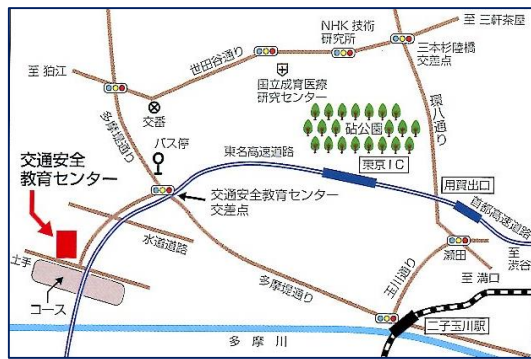 NHK 技術
研究所
至 三軒茶屋
三本杉陸橋
交差点
世田谷通り
至 狛江
国立成育医療
研究センター
交番
環八通り
多摩堤通り
バス停
砧公園
東名高速道路
東京IC
用賀出口
首都高速道路
交通安全
教育センター
交通安全教育センター
交差点
水道道路
土手
コース
瀬田
至
渋谷
至 溝口
玉川通り
多摩堤通り
二子玉川駅
多摩川